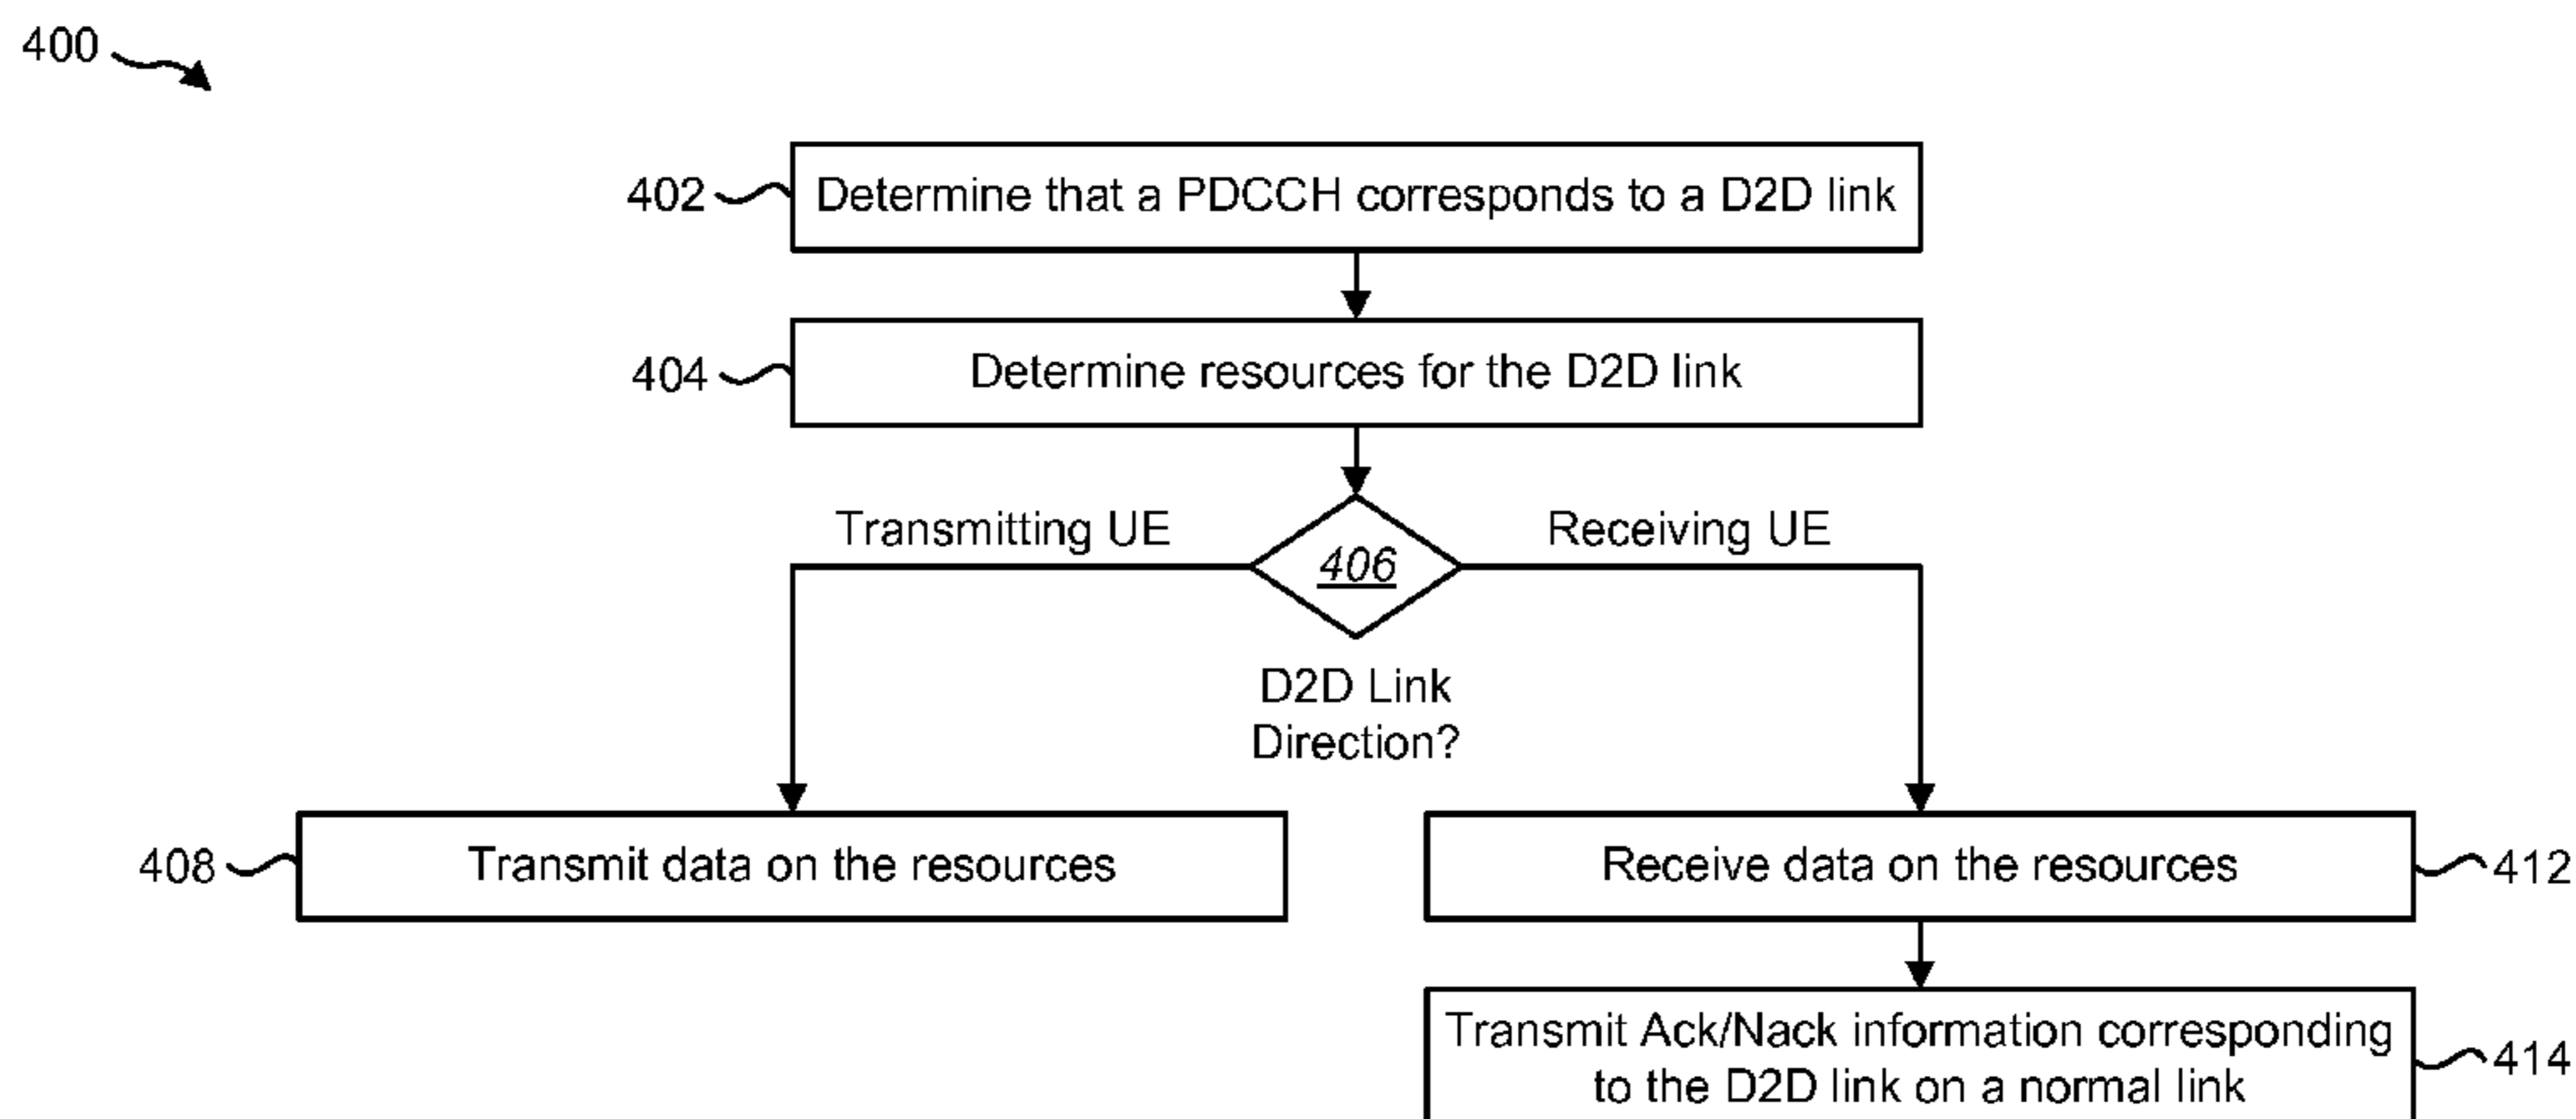 400
402
Determine that a PDCCH corresponds to a D2D link
404
Determine resources for the D2D link
Transmitting UE
406
Receiving UE
D2D Link
Direction?
408
Transmit data on the resources
Receive data on the resources
412
Transmit Ack/Nack information corresponding
to the D2D link on a normal link
414